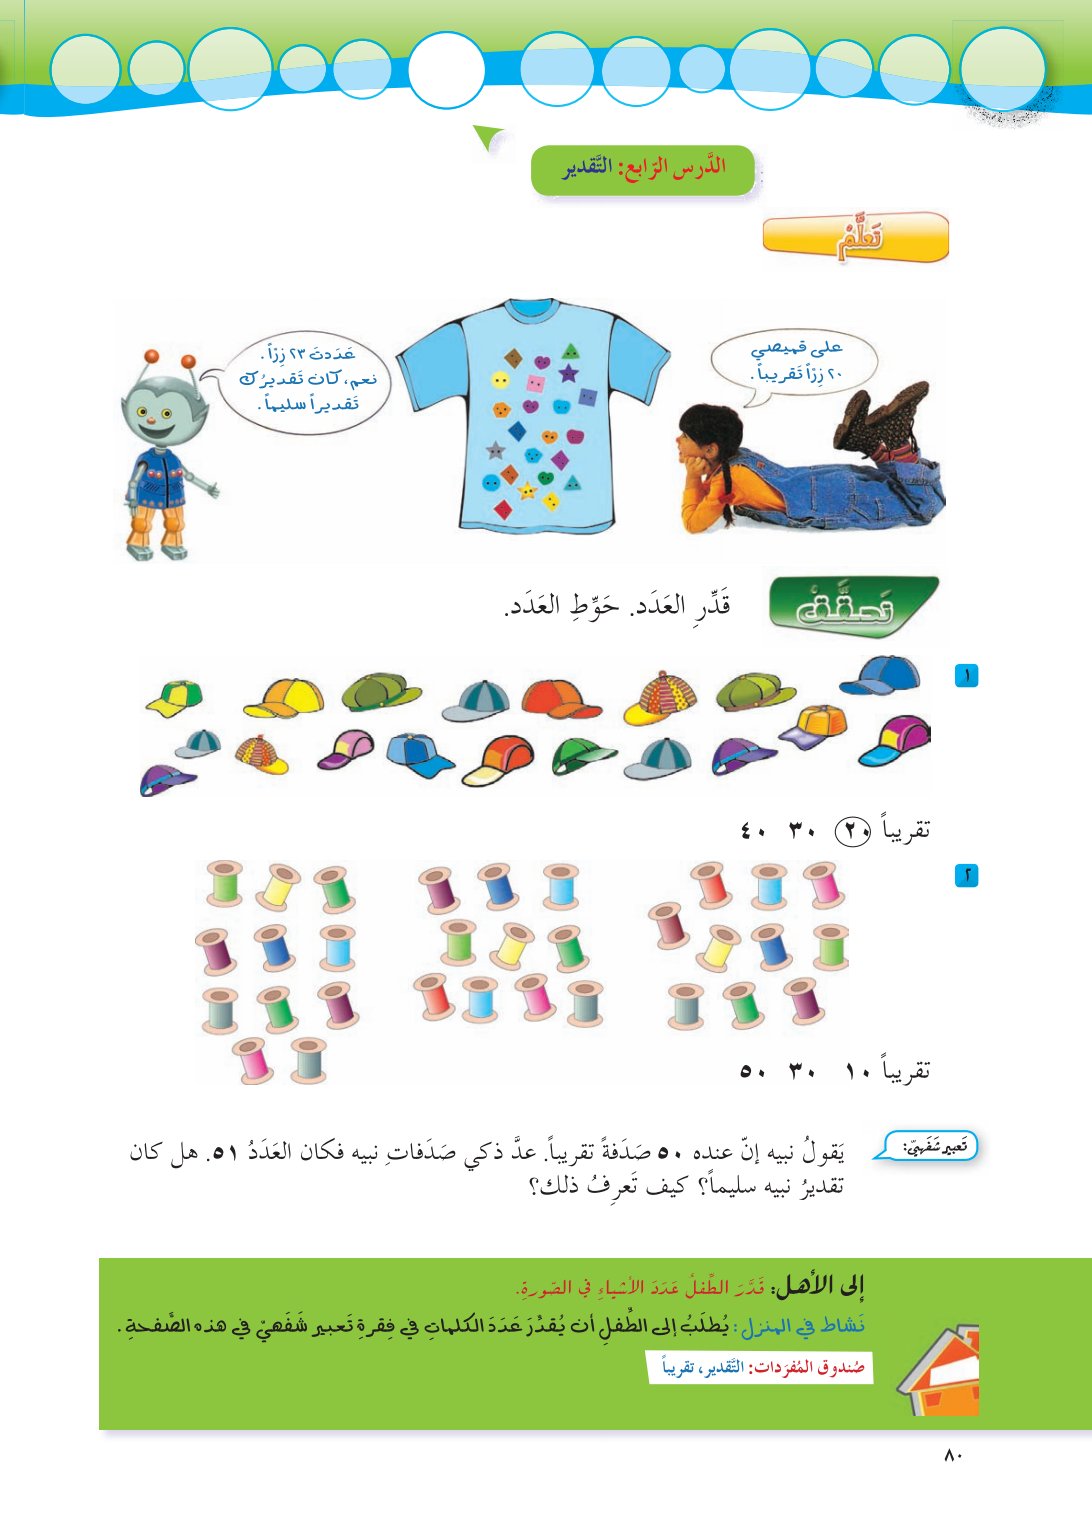 الدَّرس الرّابع: التَّقدير
تَعلَّمْ
على قميصي
٢٠ زِرّاً تَقريباً.
عَدَدتَ ٢٣ زِرّاً.
نعم، كان تَقديرُك
تَقديراً سليماً.
تَحقَّقْ
قَدِّرِ العَدَد. حَوِّطِ العَدَد.
١
تقريباً ٢٠ ٣٠ ٤٠
٢
تقريباً ١٠ ٣٠ ٥٠
تَعبير شَفَهيّ:
يَقولُ نبيه إنّ عنده ٥٠ صَدَفةً تقريباً. عدَّ ذكي صَدَفاتِ نبيه فكان العَدَدُ ٥١. هل كان
تقديرُ نبيه سليماً؟ كيف تَعرِفُ ذلك؟
إلى الأهل: قَدَّرَ الطِّفلُ عَدَدَ الأشياءِ في الصّورةِ.
نَشاط في المنزل: يُطلَبُ إلى الطِّفلِ أن يُقدِّرَ عَدَدَ الكلماتِ في فِقرةِ تَعبير شَفَهيّ في هذه الصَّفحةِ.
صُندوق المُفرَدات: التَّقدير، تقريباً
٨٠